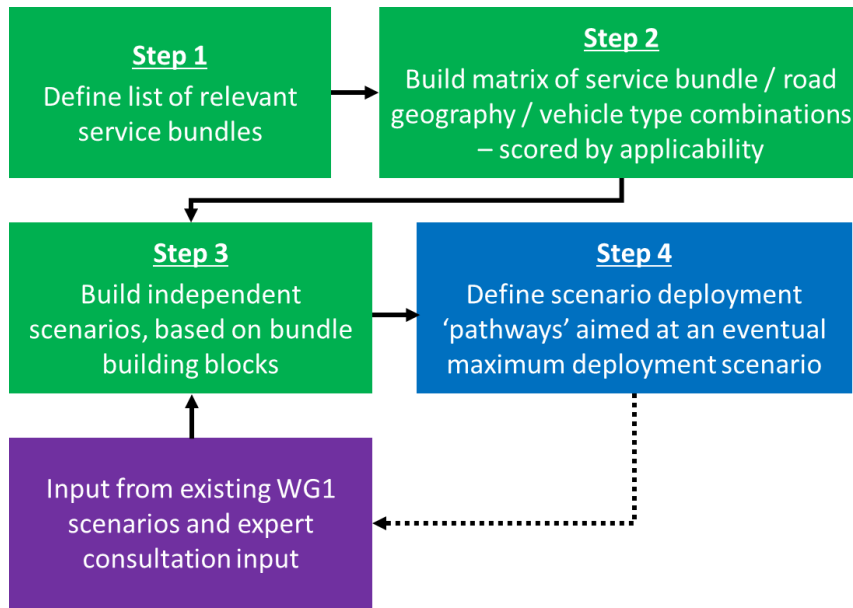 Step 1
Define list of relevant
service bundles
Step 2
Build matrix of service bundle / road
geography / vehicle type combinations
– scored by applicability
Step 3
Build independent
scenarios, based on bundle
building blocks
Step 4
Define scenario deployment
‘pathways’ aimed at an eventual
maximum deployment scenario
Input from existing WG1
scenarios and expert
consultation input